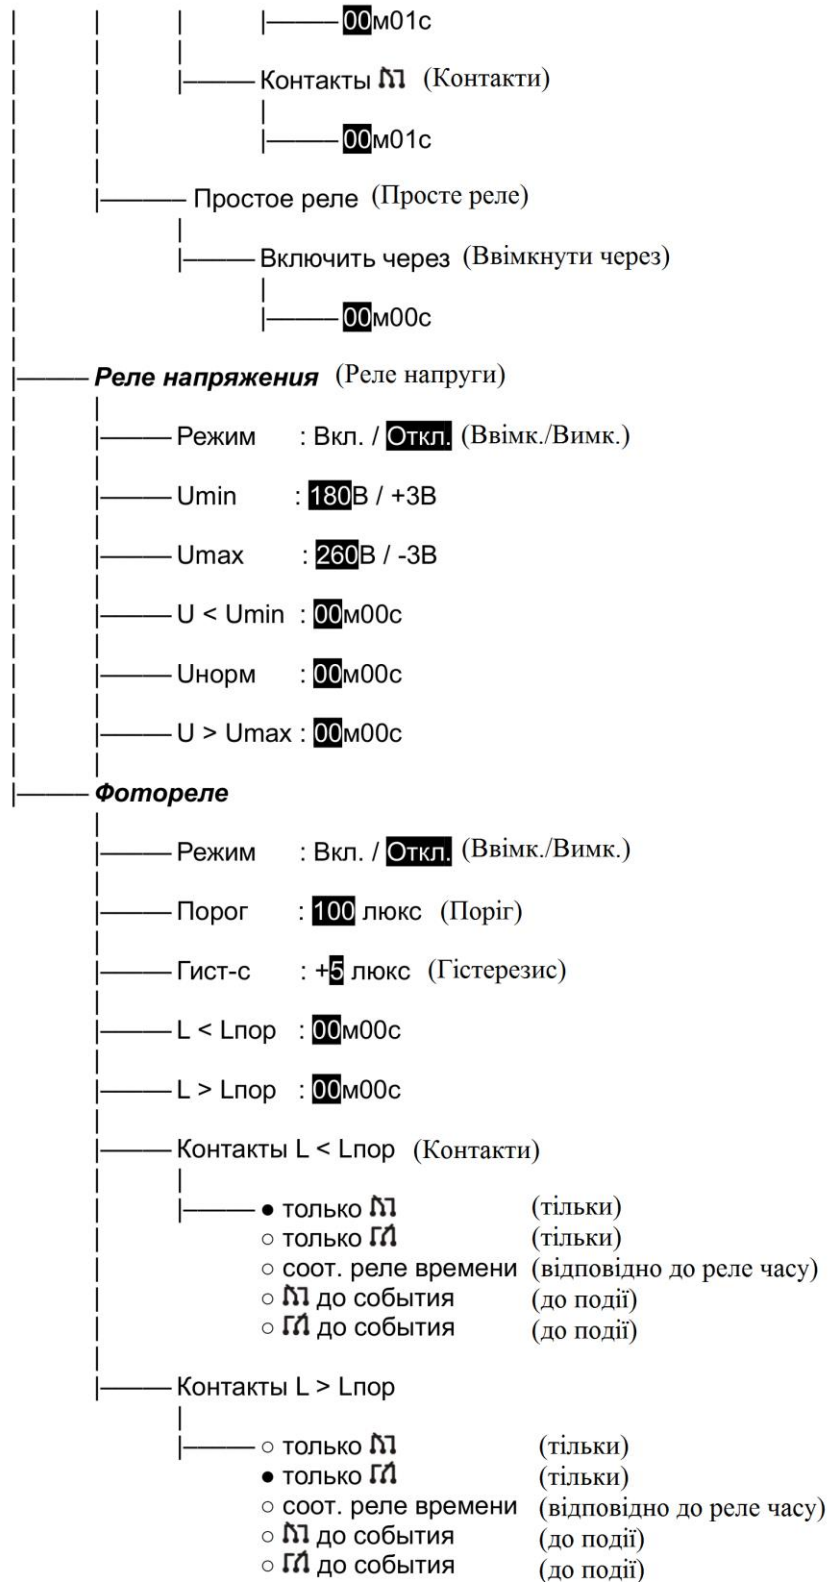 00м01с
Контакты (Контакти)
00м01с
Простое реле (Просте реле)
Включить через (Ввімкнути через)
00м00с
Реле напряжения (Реле напруги)
Режим : Вкл. / Откл. (Ввімк./Вимк.)
Umin : 180В / +3В
Umax : 260В / -3В
U < Umin : 00м00с
Uнорм : 00м00с
U > Umax : 00м00с
Фотореле
Режим : Вкл. / Откл. (Ввімк./Вимк.)
Порог : 100 люкс (Поріг)
Гист-с : +5 люкс (Гістерезис)
L < Lпор : 00м00с
L > Lпор : 00м00с
Контакты L < Lпор (Контакти)
● только (тільки)
○ только (тільки)
○ соот. реле времени (відповідно до реле часу)
○ до события (до події)
○ до события (до події)
Контакты L > Lпор
○ только (тільки)
● только (тільки)
○ соот. реле времени (відповідно до реле часу)
○ до события (до події)
○ до события (до події)